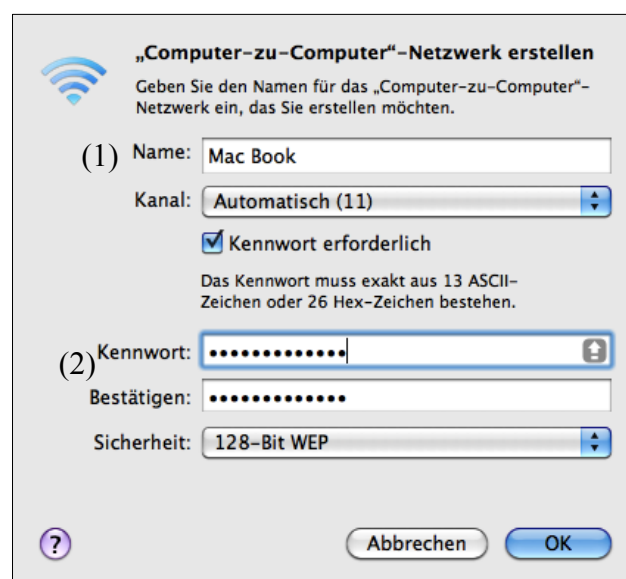 „Computer-zu-Computer“-Netzwerk erstellen
Geben Sie den Namen für das „Computer-zu-Computer“-
Netzwerk ein, das Sie erstellen möchten.
(1) Name: Mac Book
Kanal: Automatisch (11)
Kennwort erforderlich
Das Kennwort muss exakt aus 13 ASCII-
Zeichen oder 26 Hex-Zeichen bestehen.
(2) Kennwort: •••••••••••••
Bestätigen: •••••••••••••
Sicherheit: 128-Bit WEP
? Abbrechen OK